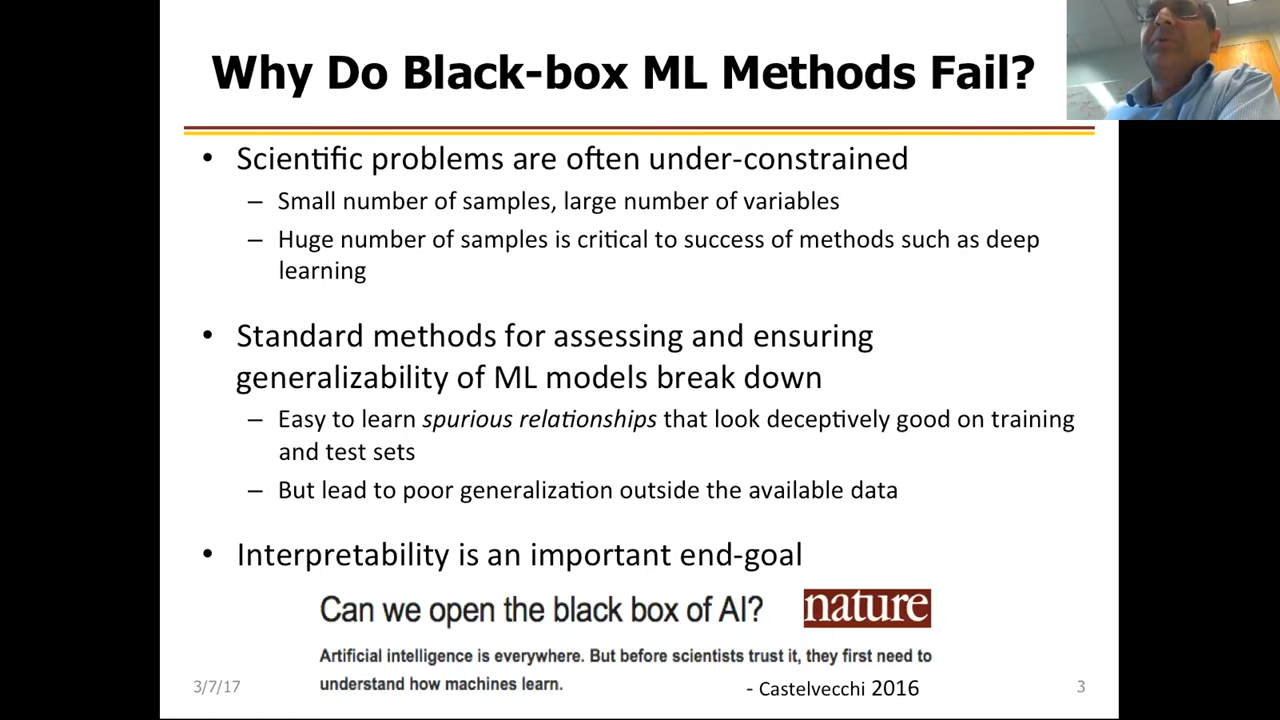 Why Do Black-box ML Methods Fail?
• Scientific problems are often under-constrained
– Small number of samples, large number of variables
– Huge number of samples is critical to success of methods such as deep
learning
• Standard methods for assessing and ensuring
generalizability of ML models break down
– Easy to learn spurious relationships that look deceptively good on training
and test sets
– But lead to poor generalization outside the available data
• Interpretability is an important end-goal
Can we open the black box of AI? nature
Artificial intelligence is everywhere. But before scientists trust it, they first need to
understand how machines learn.
- Castelvecchi 2016
3/7/17
3